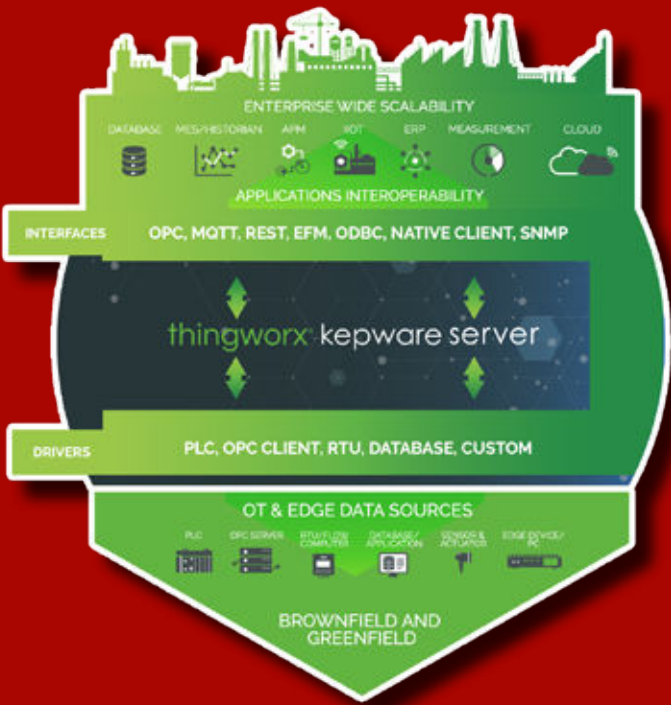 ENTERPRISE WIDE SCALABILITY
DATABASE MES/HISTORIAN APM IIOT ERP MEASUREMENT CLOUD
APPLICATIONS INTEROPERABILITY
INTERFACES OPC, MQTT, REST, EFM, ODBC, NATIVE CLIENT, SNMP
thingworx® kepware server
DRIVERS PLC, OPC CLIENT, RTU, DATABASE, CUSTOM
OT & EDGE DATA SOURCES
PLC OPC SERVER RTU/FLOW COMPUTER DATABASE/ APPLICATION SENSOR & ACTUATOR EDGE DEVICE/ PC
BROWNFIELD AND
GREENFIELD